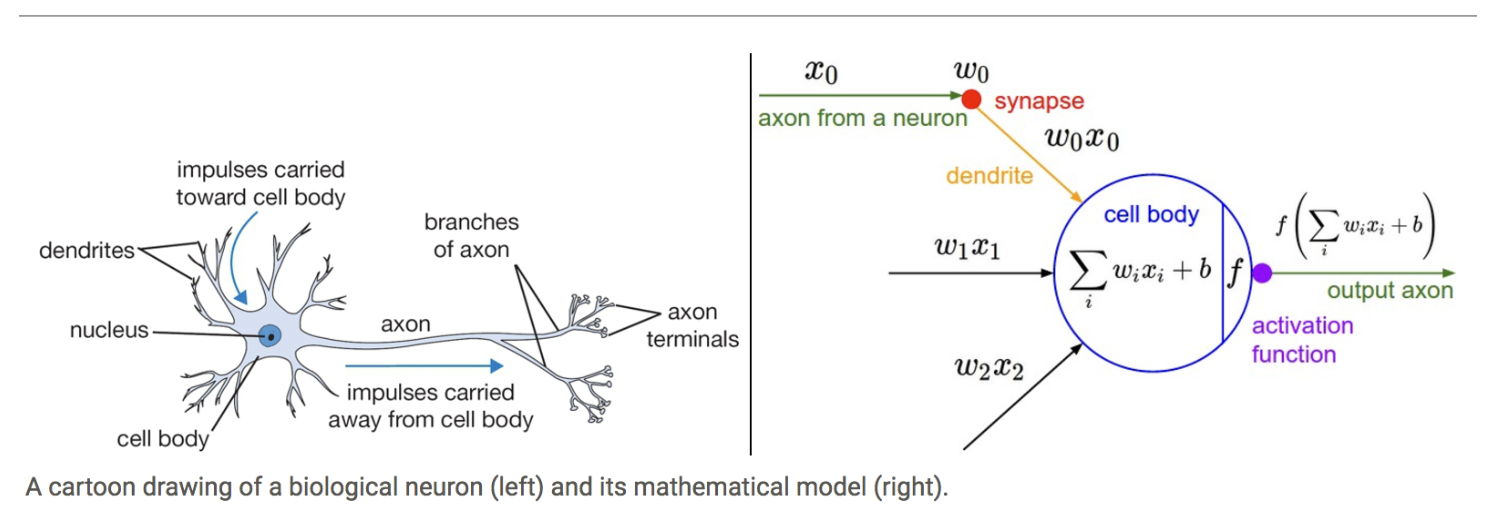 impulses carried
toward cell body
dendrites
nucleus
cell body
axon
branches
of axon
axon
terminals
impulses carried
away from cell body
x₀
w₀
axon from a neuron
synapse
w₀x₀
dendrite
cell body
w₁x₁
∑ᵢ wᵢxᵢ + b
f
f(∑ᵢ wᵢxᵢ + b)
output axon
activation
function
w₂x₂
A cartoon drawing of a biological neuron (left) and its mathematical model (right).